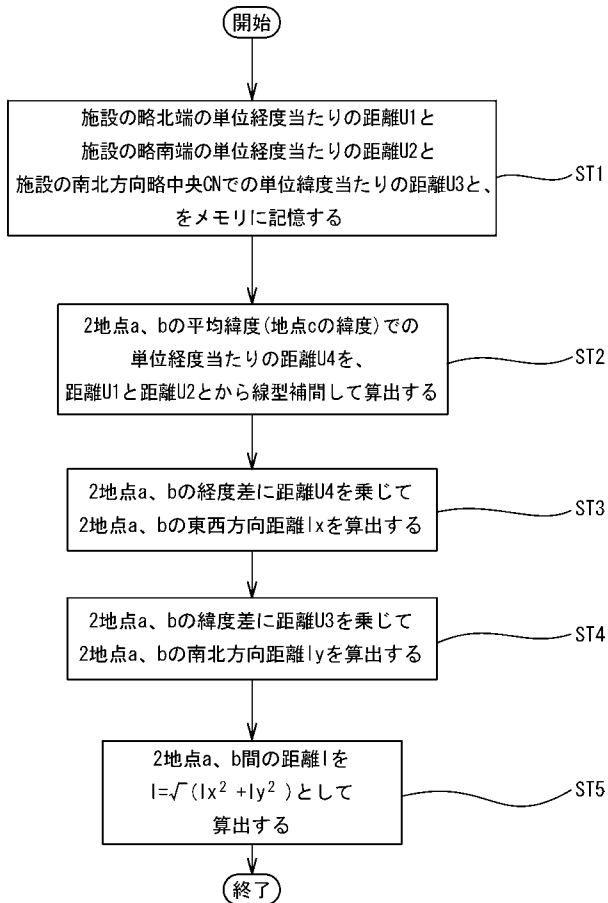 開始
施設の略北端の単位経度当たりの距離U1と
施設の略南端の単位経度当たりの距離U2と
施設の南北方向略中央CNでの単位緯度当たりの距離U3と、
をメモリに記憶する
ST1
2地点a、bの平均緯度(地点cの緯度)での
単位経度当たりの距離U4を、
距離U1と距離U2とから線型補間して算出する
ST2
2地点a、bの経度差に距離U4を乗じて
2地点a、bの東西方向距離lxを算出する
ST3
2地点a、bの緯度差に距離U3を乗じて
2地点a、bの南北方向距離lyを算出する
ST4
2地点a、b間の距離lを
l=√(lx²+ly²)として
算出する
ST5
終了